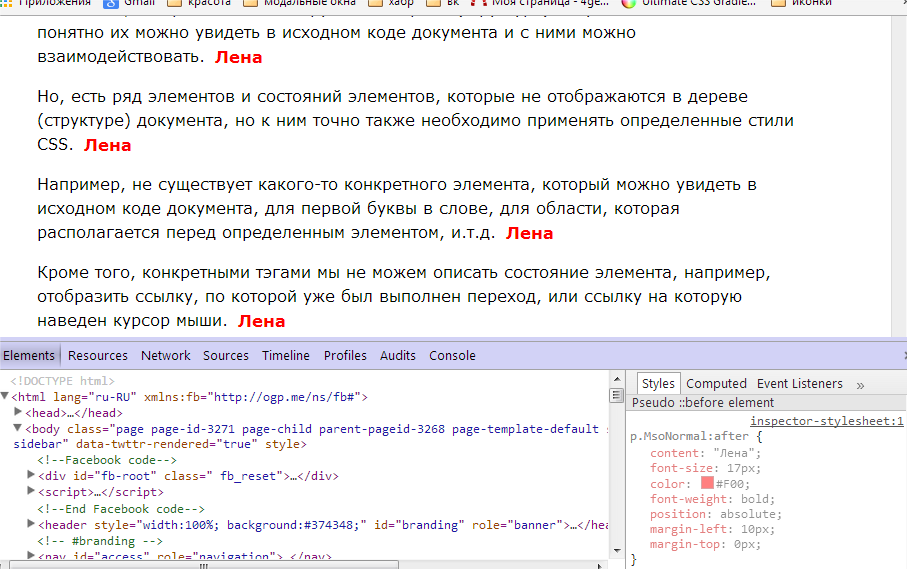 Приложения Gmail красота модальные окна хабр вк Моя страница - 4ge... Ultimate CSS Gradie... иконки
понятно их можно увидеть в исходном коде документа и с ними можно
взаимодействовать. Лена
Но, есть ряд элементов и состояний элементов, которые не отображаются в дереве
(структуре) документа, но к ним точно также необходимо применять определенные стили
CSS. Лена
Например, не существует какого-то конкретного элемента, который можно увидеть в
исходном коде документа, для первой буквы в слове, для области, которая
располагается перед определенным элементом, и.т.д. Лена
Кроме того, конкретными тэгами мы не можем описать состояние элемента, например,
отобразить ссылку, по которой уже был выполнен переход, или ссылку на которую
наведен курсор мыши. Лена
Elements Resources Network Sources Timeline Profiles Audits Console
<!DOCTYPE html>
<html lang="ru-RU" xmlns:fb="http://ogp.me/ns/fb#">
<head>…</head>
<body class="page page-id-3271 page-child parent-pageid-3268 page-template-default
sidebar" data-twttr-rendered="true" style>
<!--Facebook code-->
<div id="fb-root" class=" fb_reset">…</div>
<script>…</script>
<!--End Facebook code-->
<header style="width:100%; background:#374348;" id="branding" role="banner">…</hea
<!-- #branding -->
<nav id="access" role="navigation">…</nav>
Styles Computed Event Listeners »
Pseudo ::before element
inspector-stylesheet:1
p.MsoNormal:after {
content: "Лена";
font-size: 17px;
color: #F00;
font-weight: bold;
position: absolute;
margin-left: 10px;
margin-top: 0px;
}